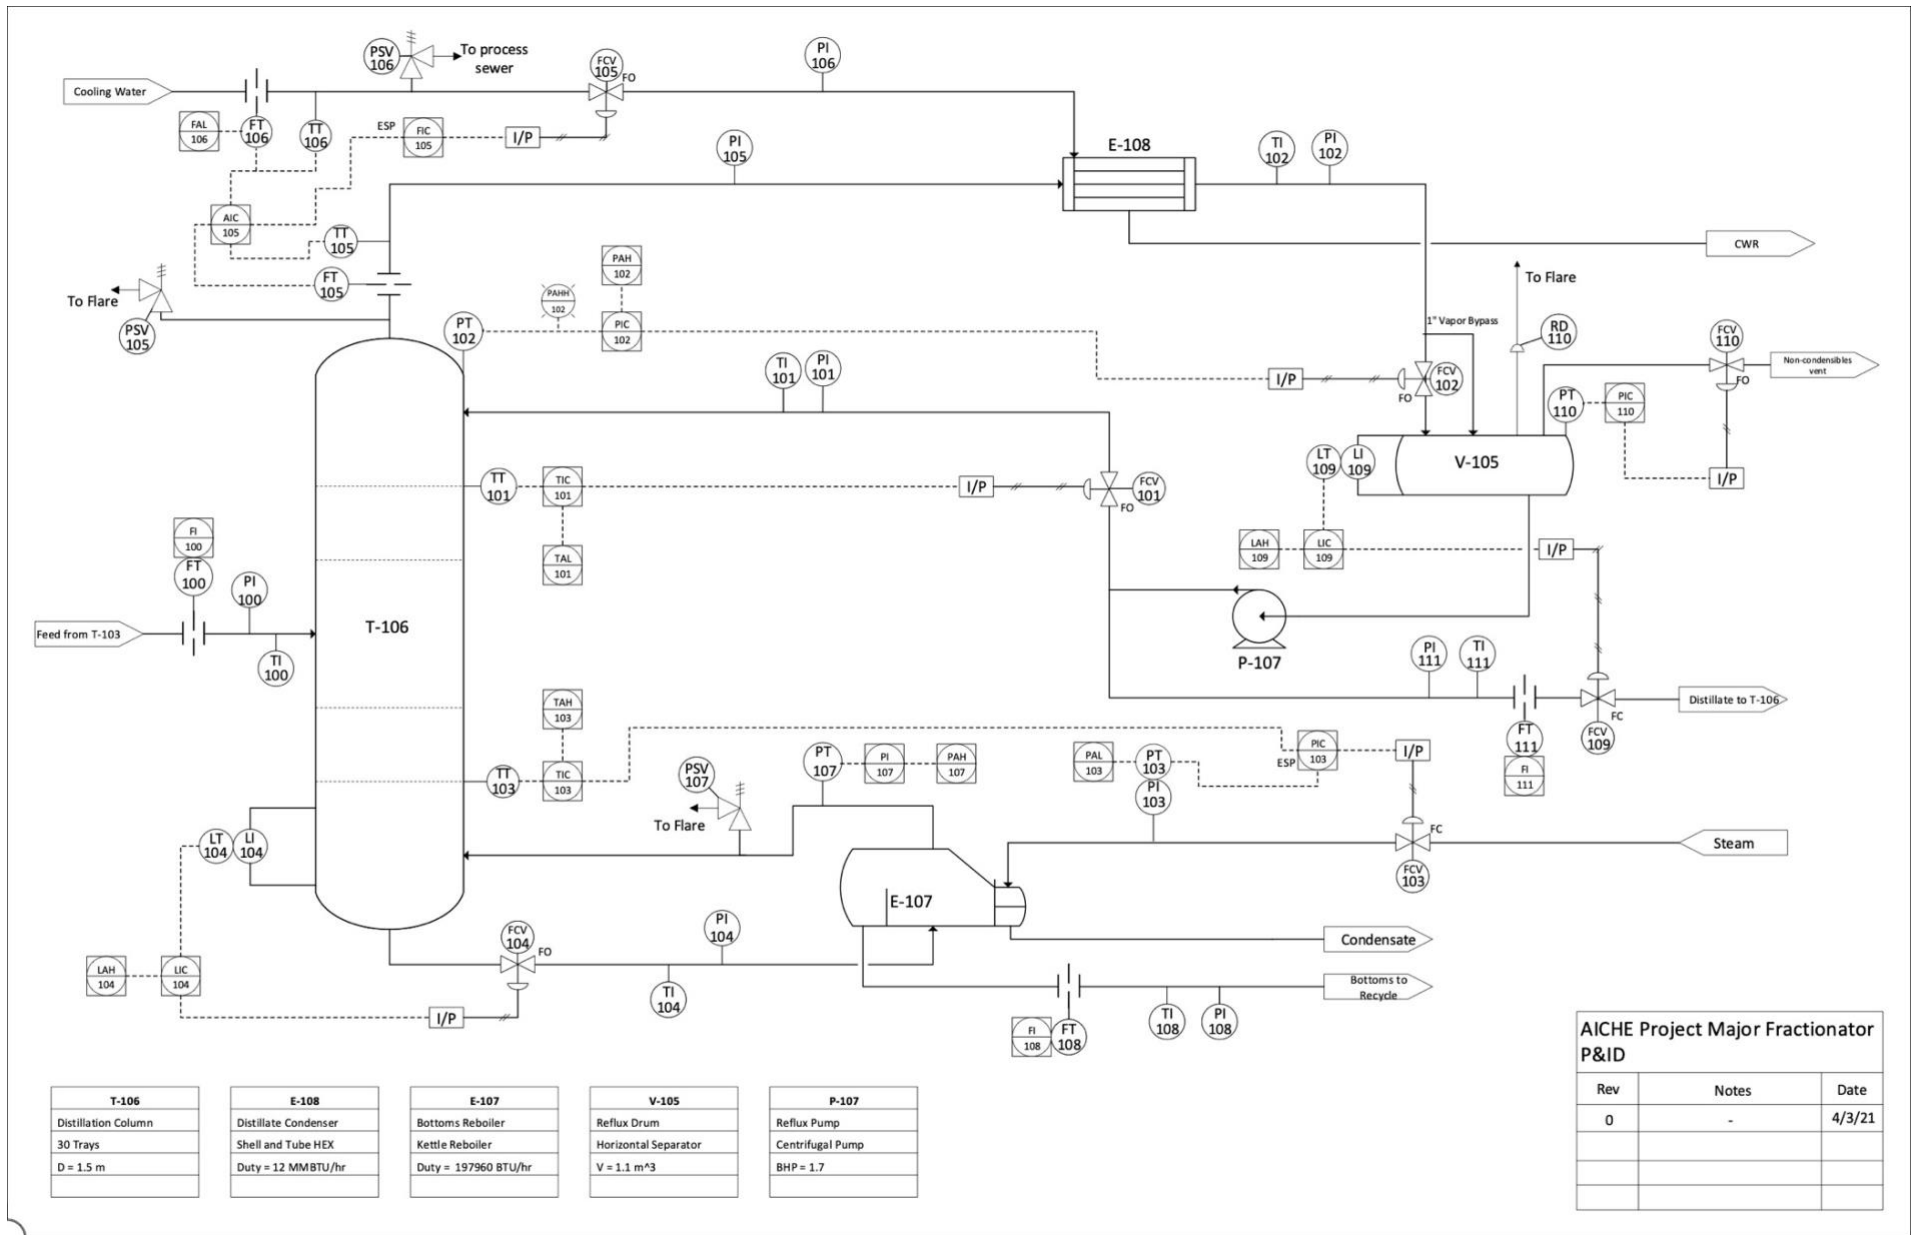 PSV
106
To process
sewer
FCV
105
FO
PI
106
Cooling Water
FAL
106
FT
106
TT
106
ESP
FIC
105
I/P
PI
105
E-108
TI
102
PI
102
AIC
105
TT
105
CWR
PAH
102
FT
105
To Flare
PSV
105
PAHH
102
PT
102
PIC
102
To Flare
1" Vapor Bypass
RD
110
FCV
110
FO
Non-condensibles
vent
TI
101
PI
101
I/P
FCV
102
FO
PT
110
PIC
110
LT
109
LI
109
V-105
I/P
TT
101
TIC
101
I/P
FCV
101
FO
TAL
101
FI
100
FT
100
PI
100
LAH
109
LIC
109
I/P
Feed from T-103
TI
100
T-106
P-107
PI
111
TI
111
Distillate to T-106
FC
FCV
109
FT
111
FI
111
TAH
103
TT
103
TIC
103
PSV
107
To Flare
PT
107
PI
107
PAH
107
PAL
103
PT
103
PI
103
ESP
PIC
103
I/P
FC
FCV
103
Steam
LT
104
LI
104
E-107
FCV
104
FO
PI
104
TI
104
Condensate
LAH
104
LIC
104
I/P
Bottoms to
Recycle
FI
108
FT
108
TI
108
PI
108
AICHE Project Major Fractionator
P&ID
Rev Notes Date
0 - 4/3/21
T-106
Distillation Column
30 Trays
D = 1.5 m
E-108
Distillate Condenser
Shell and Tube HEX
Duty = 12 MMBTU/hr
E-107
Bottoms Reboiler
Kettle Reboiler
Duty = 197960 BTU/hr
V-105
Reflux Drum
Horizontal Separator
V = 1.1 m^3
P-107
Reflux Pump
Centrifugal Pump
BHP = 1.7